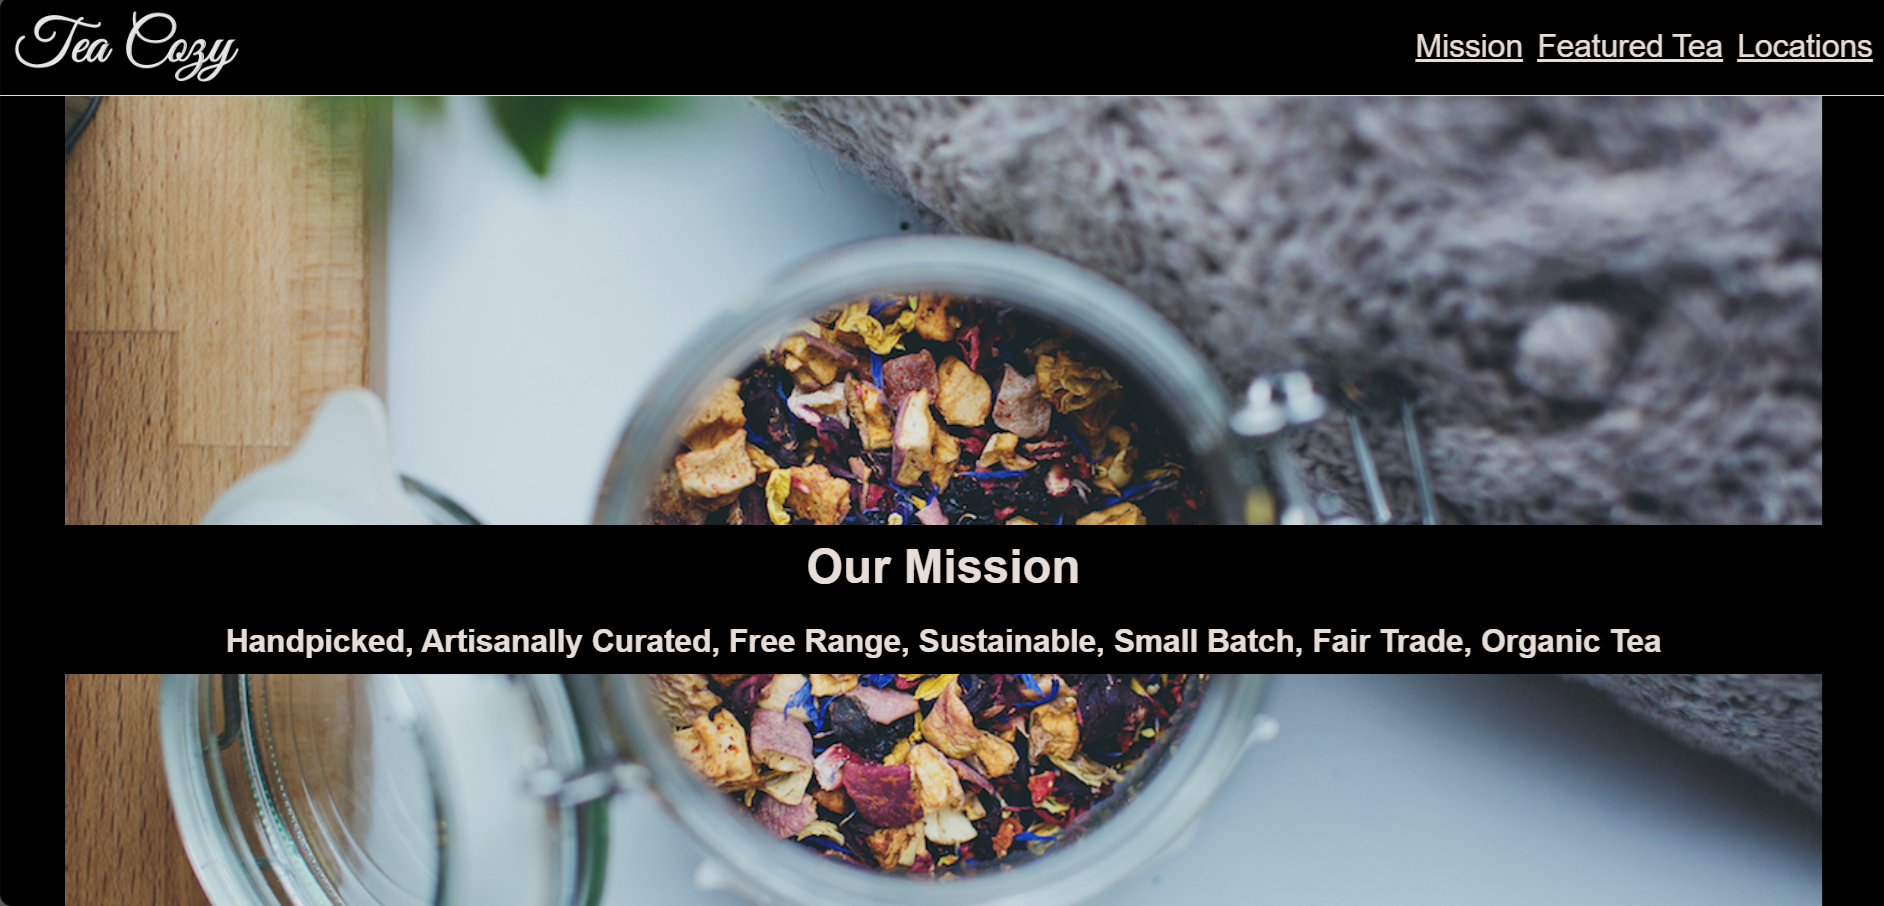 Tea Cozy
Mission Featured Tea Locations
Our Mission
Handpicked, Artisanally Curated, Free Range, Sustainable, Small Batch, Fair Trade, Organic Tea